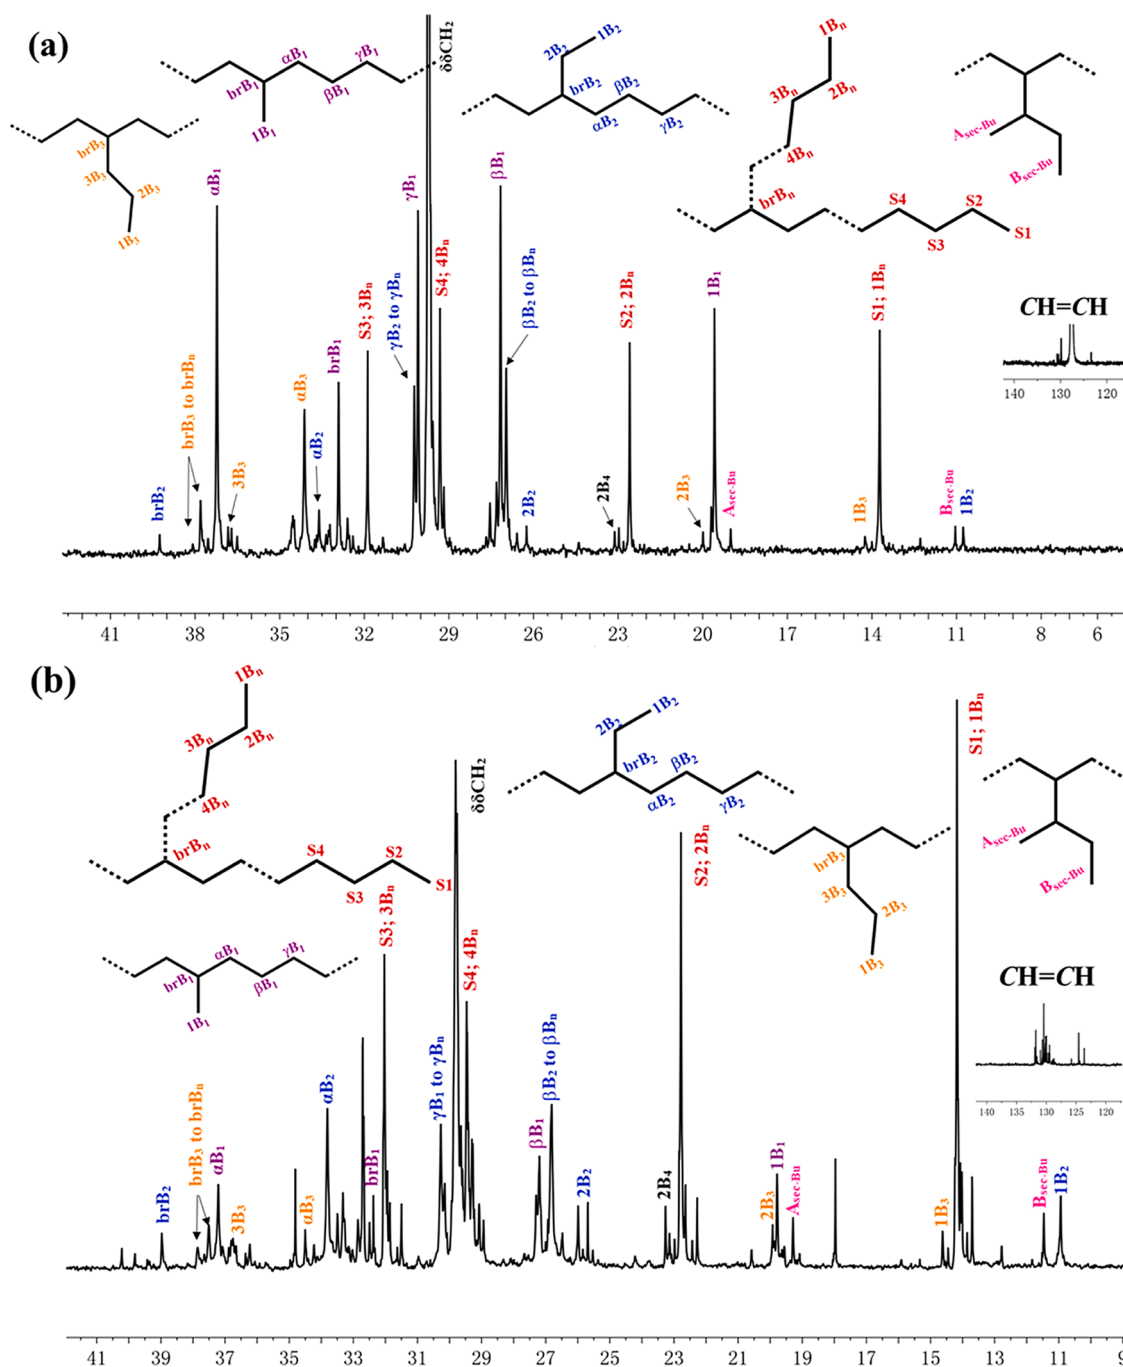 (a)
brB₁
αB₁
βB₁
γB₁
1B₁
brB₃
3B₃
2B₃
1B₃
δδCH₂
1B₂
2B₂
brB₂
βB₂
αB₂
γB₂
1Bₙ
2Bₙ
3Bₙ
4Bₙ
brBₙ
S4
S2
S3
S1
Aₛₑc₋Bᵤ
Bₛₑc₋Bᵤ
brB₂
brB₃ to brBₙ
αB₁
3B₃
αB₃
αB₂
brB₁
S3; 3Bₙ
γB₂ to γBₙ
γB₁
S4; 4Bₙ
βB₁
βB₂ to βBₙ
2B₂
2B₄
S2; 2Bₙ
2B₃
1B₁
Aₛₑc₋Bᵤ
1B₃
S1; 1Bₙ
Bₛₑc₋Bᵤ
1B₂
CH=CH
140 130 120
41 38 35 32 29 26 22 20 17 14 11 8 6
(b)
1Bₙ
2Bₙ
3Bₙ
4Bₙ
brBₙ
S4
S2
S3
S1
brB₁
αB₁
βB₁
γB₁
1B₁
δδCH₂
1B₂
2B₂
brB₂
βB₂
αB₂
γB₂
brB₃
3B₃
2B₃
1B₃
Aₛₑc₋Bᵤ
Bₛₑc₋Bᵤ
brB₂
brB₃ to brBₙ
αB₁
3B₃
αB₃
αB₂
brB₁
S3; 3Bₙ
γB₁ to γBₙ
S4; 4Bₙ
βB₁
βB₂ to βBₙ
2B₂
2B₄
S2; 2Bₙ
2B₃
1B₁
Aₛₑc₋Bᵤ
1B₃
S1; 1Bₙ
Bₛₑc₋Bᵤ
1B₂
CH=CH
140 135 130 125 120
41 39 37 35 33 31 29 27 25 23 21 19 17 15 13 11 9